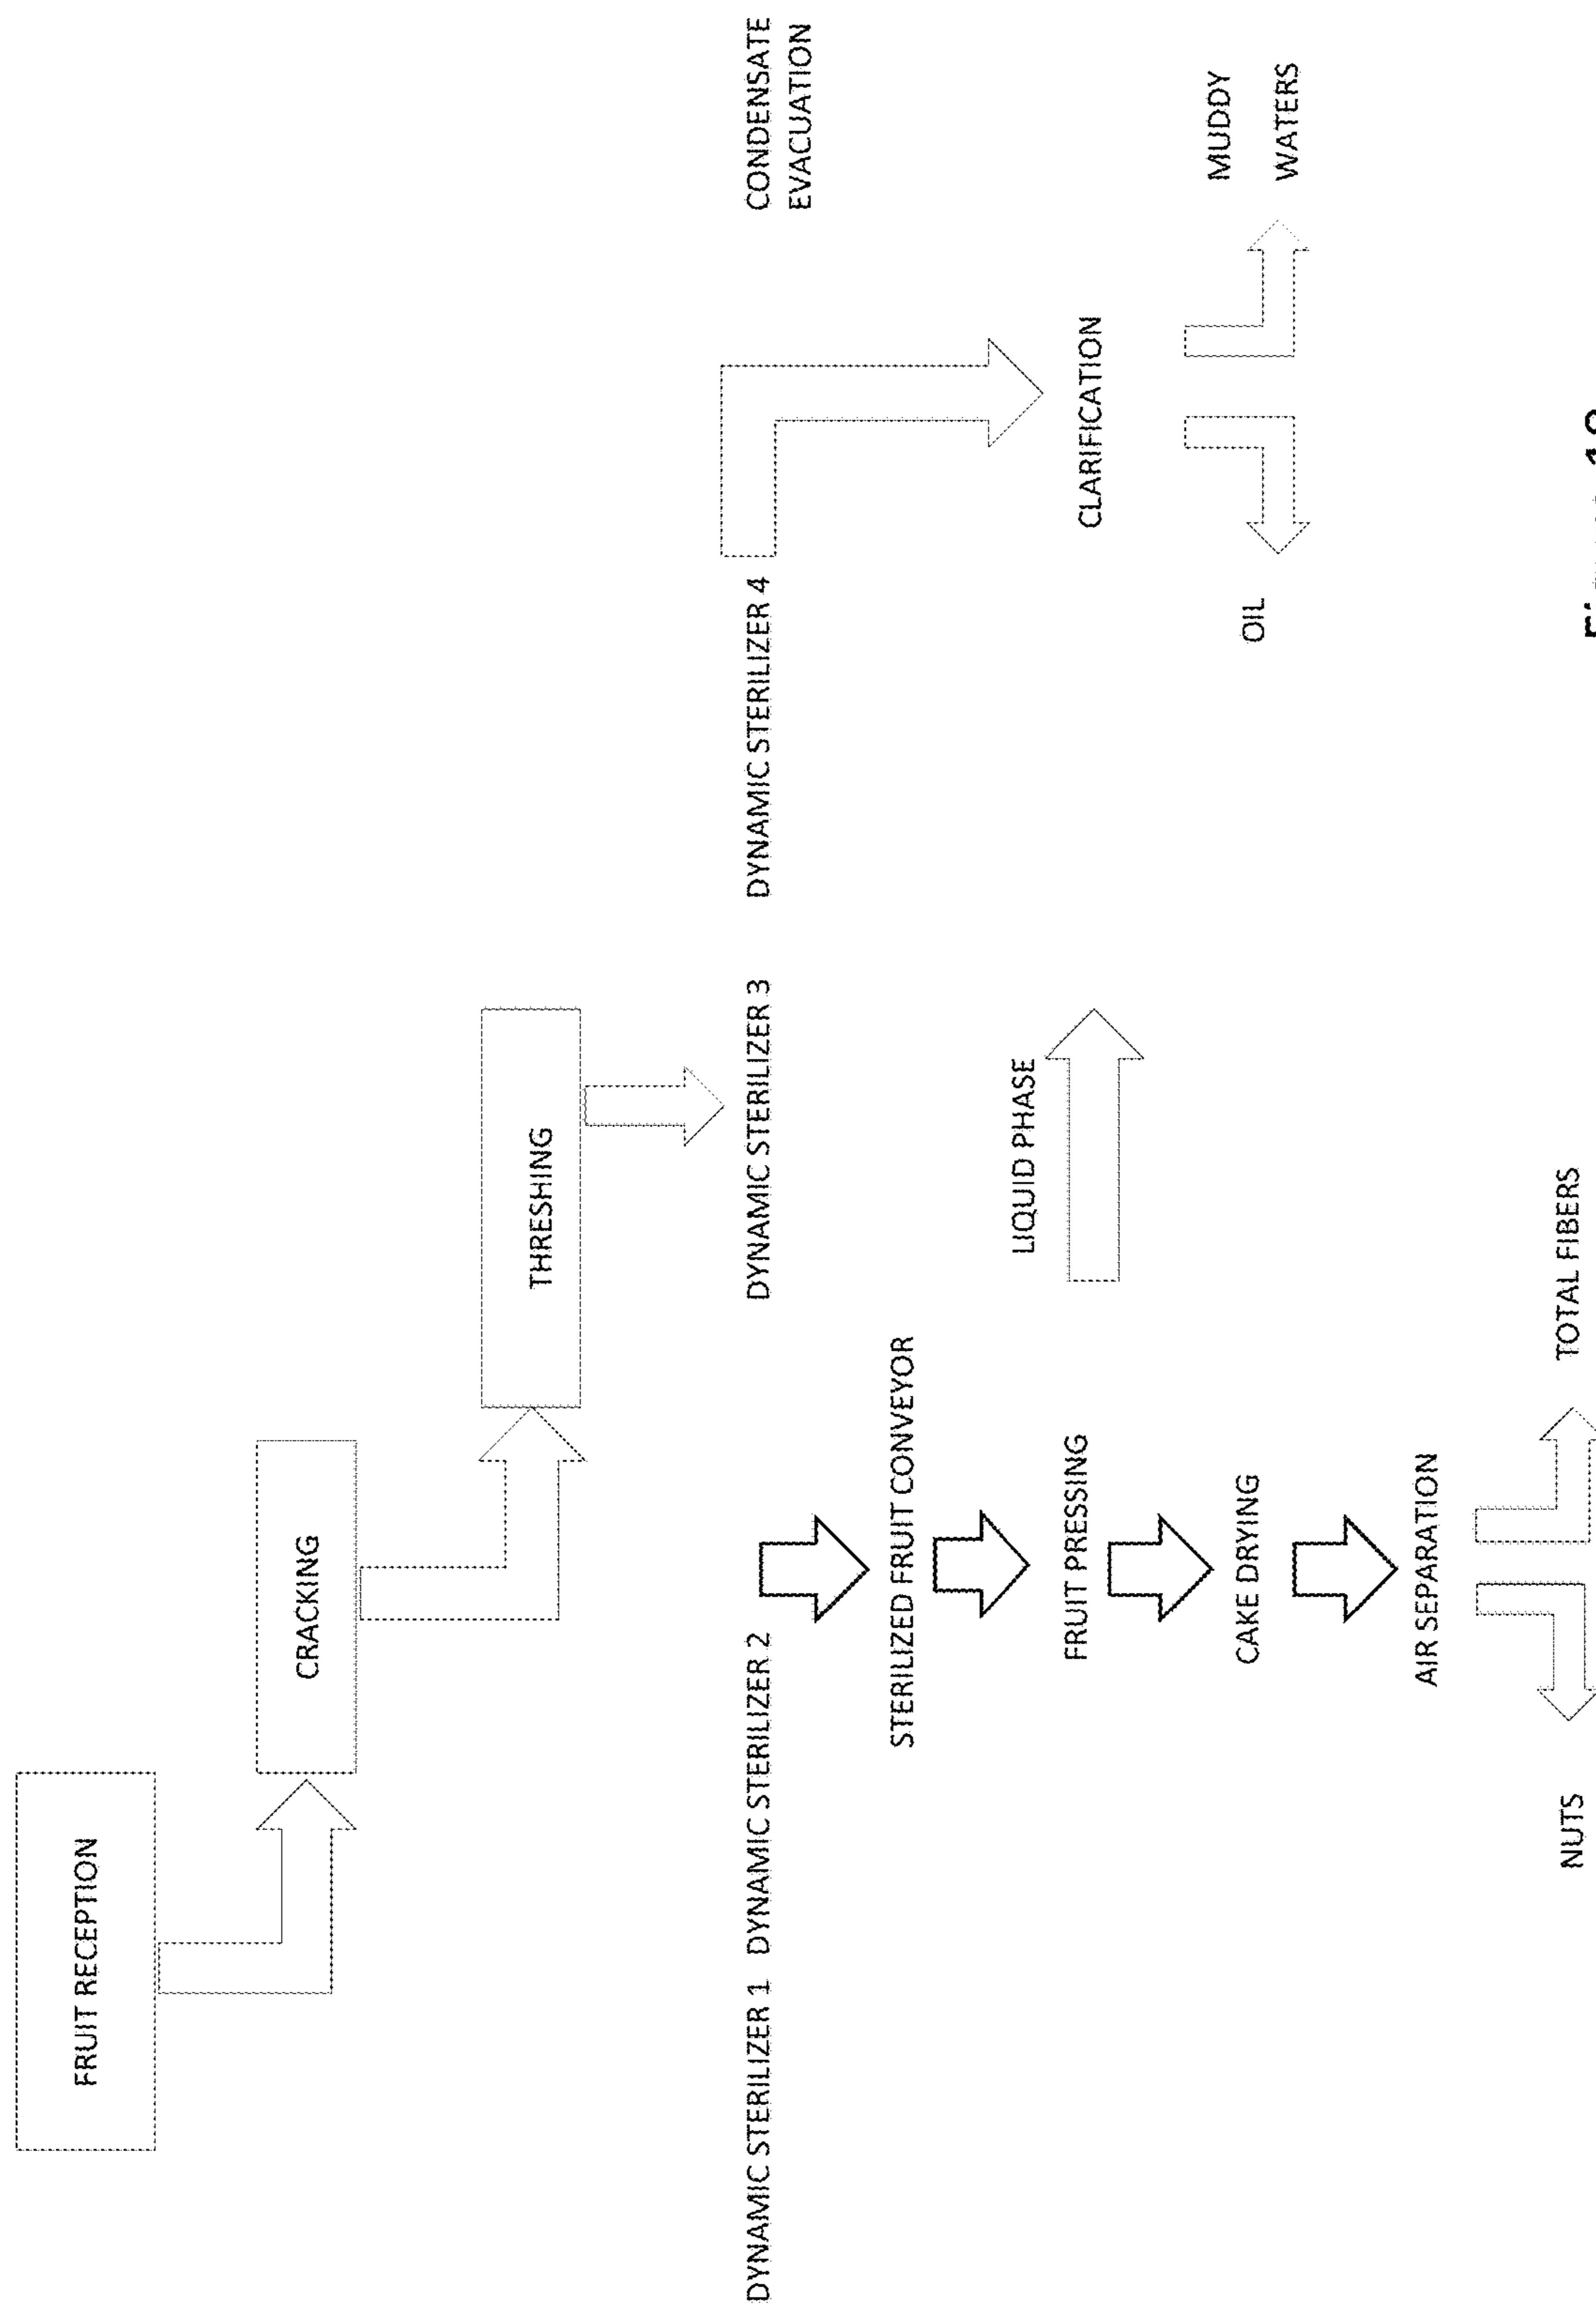 FRUIT RECEPTION
CRACKING
THRESHING
DYNAMIC STERILIZER 1
DYNAMIC STERILIZER 2
DYNAMIC STERILIZER 3
DYNAMIC STERILIZER 4
CONDENSATE
EVACUATION
STERILIZED FRUIT CONVEYOR
LIQUID PHASE
FRUIT PRESSING
CLARIFICATION
MUDDY
WATERS
CAKE DRYING
OIL
AIR SEPARATION
NUTS
TOTAL FIBERS
Figure